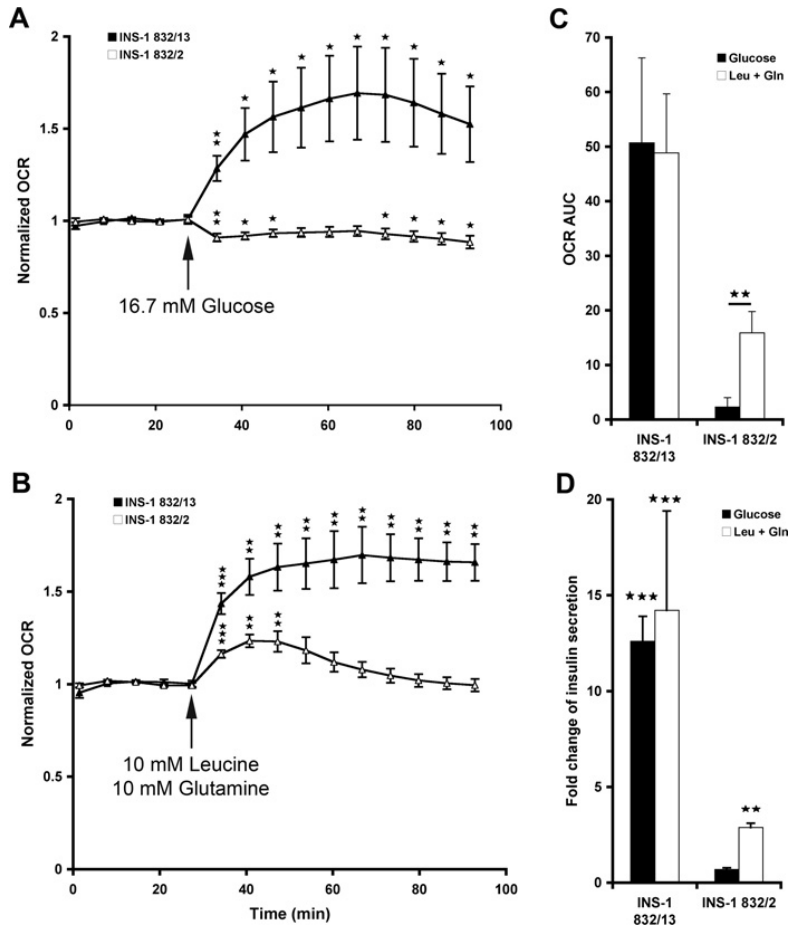 A
INS-1 832/13
INS-1 832/2
Normalized OCR
2
1.5
1
0.5
0
16.7 mM Glucose
0 20 40 60 80 100
B
INS-1 832/13
INS-1 832/2
Normalized OCR
2
1.5
1
0.5
0
10 mM Leucine
10 mM Glutamine
0 20 40 60 80 100
Time (min)
C
Glucose
Leu + Gln
OCR AUC
70
60
50
40
30
20
10
0
INS-1 832/2
INS-1
832/13
D
Glucose
Leu + Gln
Fold change of insulin secretion
20
15
10
5
0
INS-1 832/2
INS-1
832/13